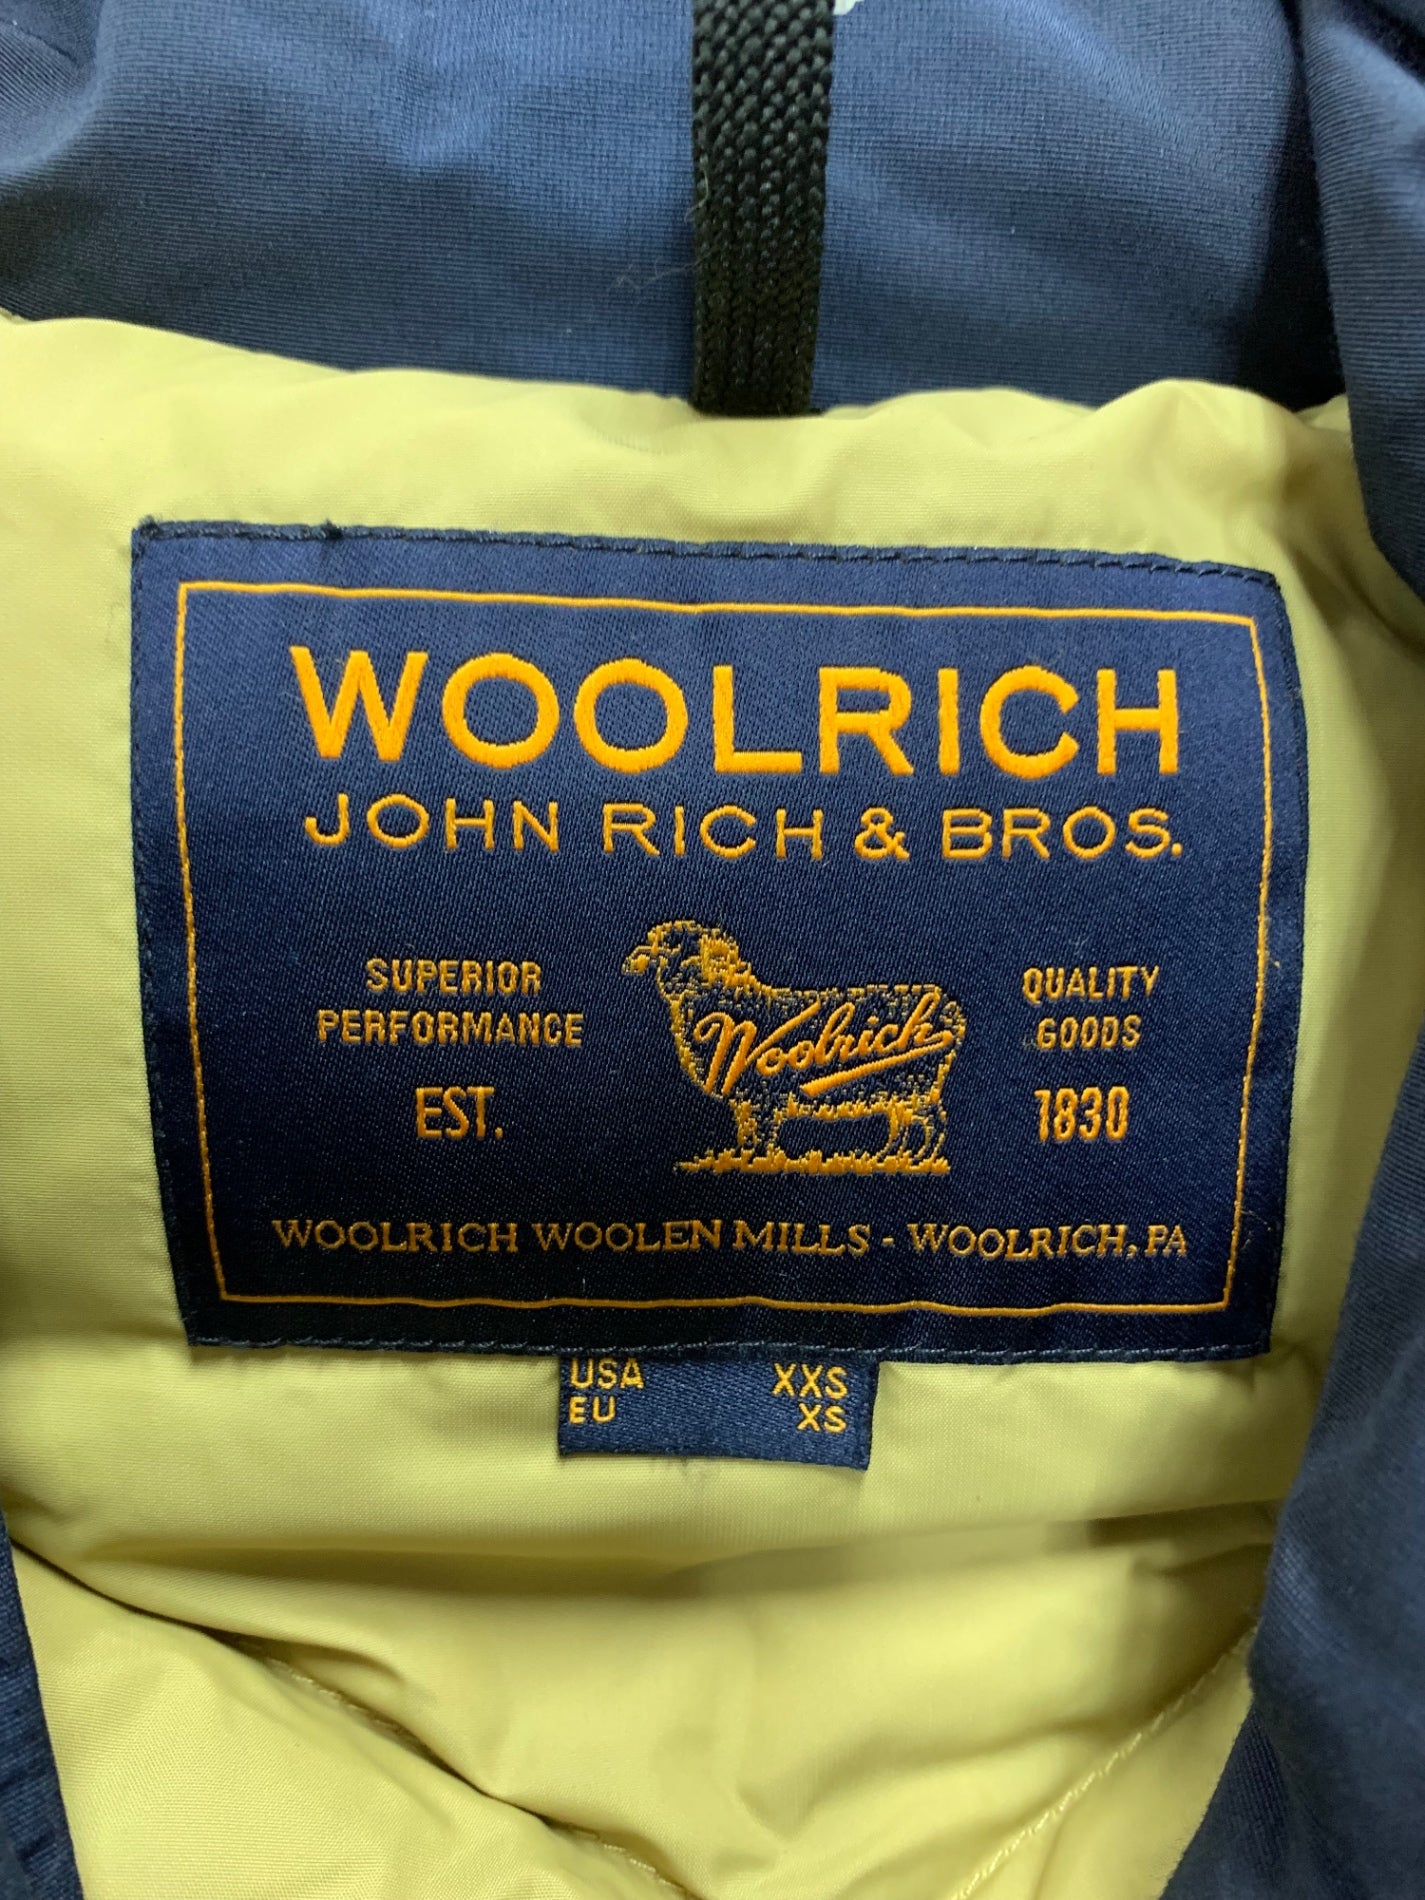 WOOLRICH
JOHN RICH & BROS.
SUPERIOR
PERFORMANCE
EST.
Woolrich
QUALITY
GOODS
1830
WOOLRICH WOOLEN MILLS - WOOLRICH, PA
USA XXS
EU XS